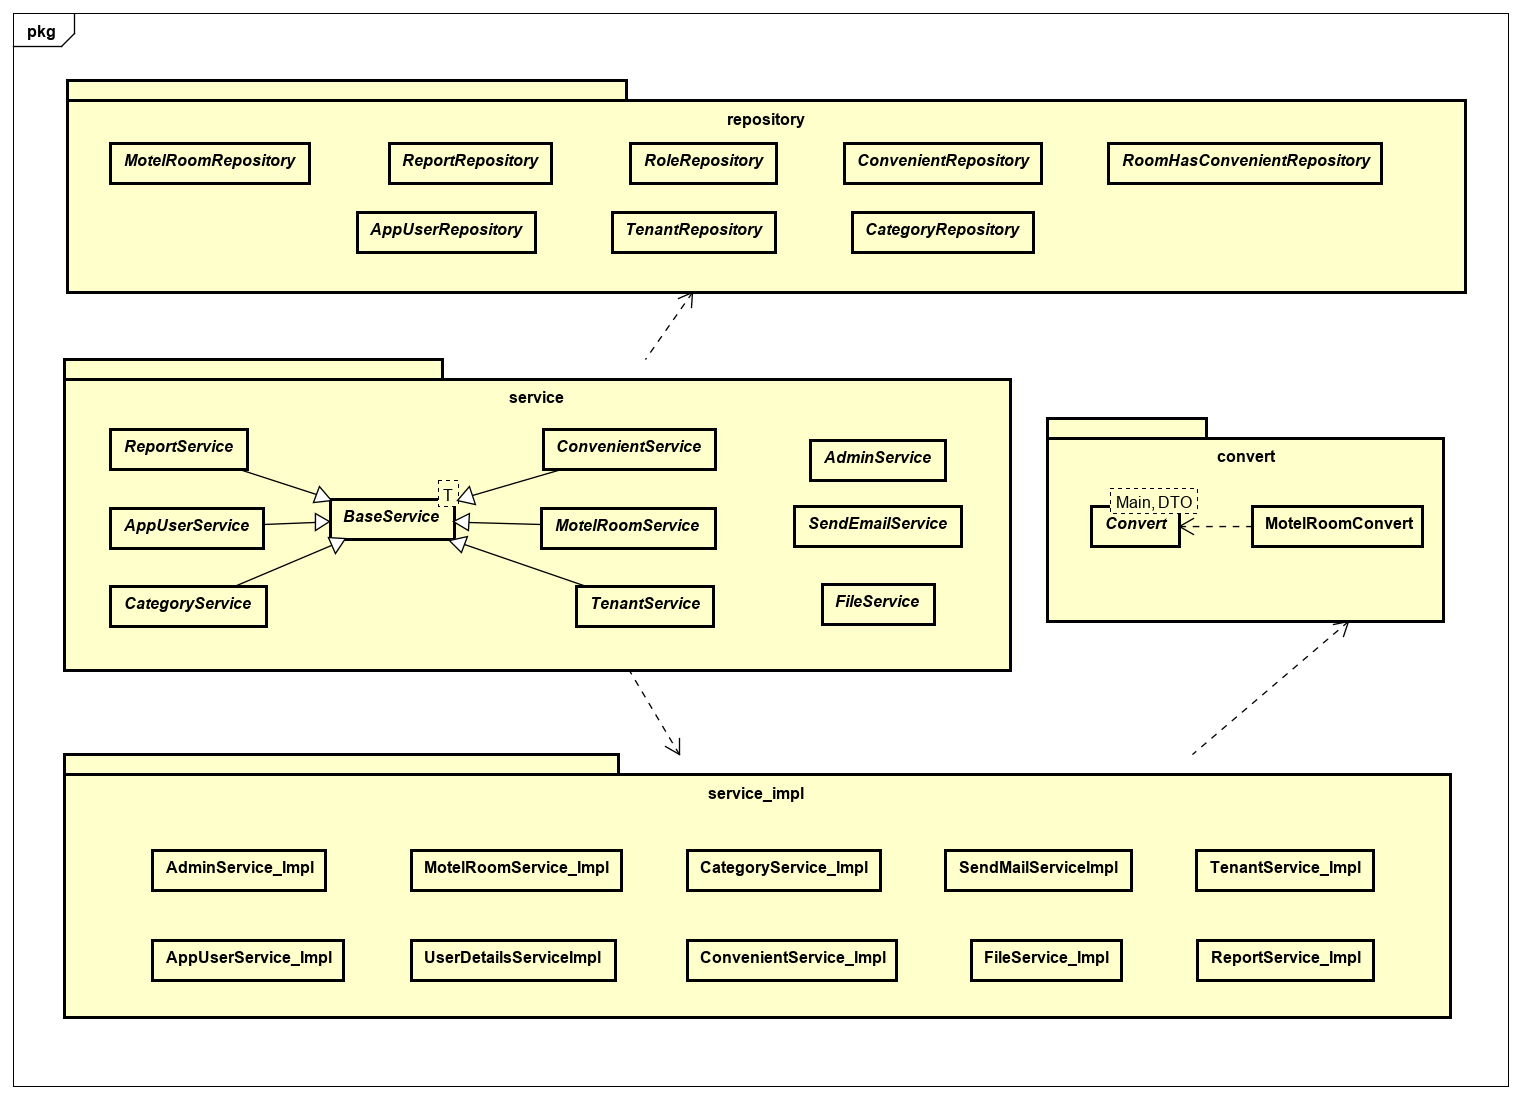 pkg
repository
MotelRoomRepository
ReportRepository
RoleRepository
ConvenientRepository
RoomHasConvenientRepository
AppUserRepository
TenantRepository
CategoryRepository
service
ReportService
ConvenientService
AdminService
T
BaseService
AppUserService
MotelRoomService
SendEmailService
CategoryService
TenantService
FileService
convert
Main, DTO
Convert
MotelRoomConvert
service_impl
AdminService_Impl
MotelRoomService_Impl
CategoryService_Impl
SendMailServiceImpl
TenantService_Impl
AppUserService_Impl
UserDetailsServiceImpl
ConvenientService_Impl
FileService_Impl
ReportService_Impl